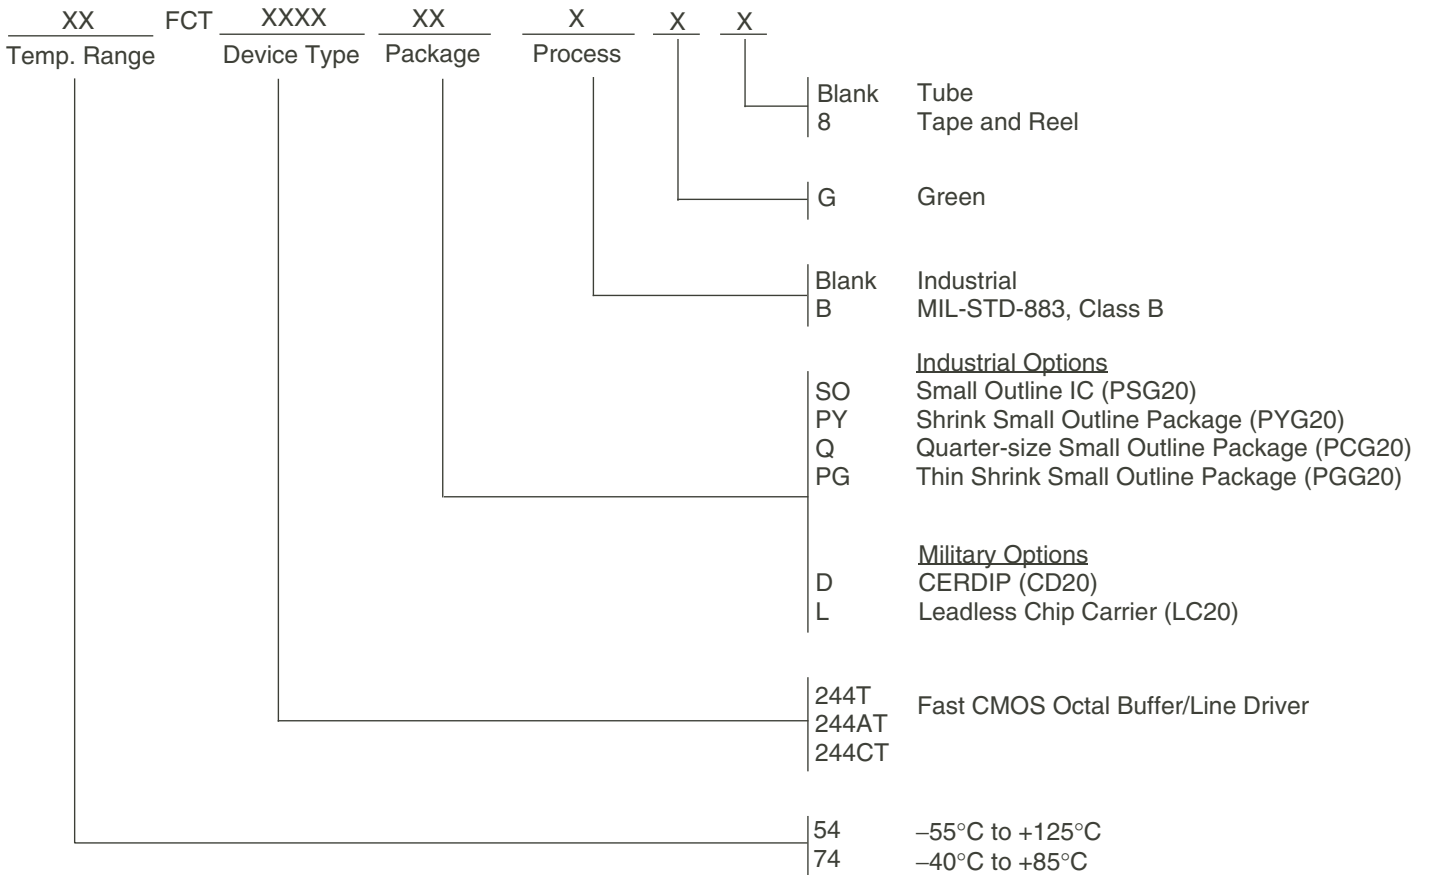 XX FCT XXXX XX X X X
Temp. Range Device Type Package Process
Blank Tube
8 Tape and Reel
G Green
Blank Industrial
B MIL-STD-883, Class B
Industrial Options
SO Small Outline IC (PSG20)
PY Shrink Small Outline Package (PYG20)
Q Quarter-size Small Outline Package (PCG20)
PG Thin Shrink Small Outline Package (PGG20)
Military Options
D CERDIP (CD20)
L Leadless Chip Carrier (LC20)
244T Fast CMOS Octal Buffer/Line Driver
244AT
244CT
54 –55°C to +125°C
74 –40°C to +85°C